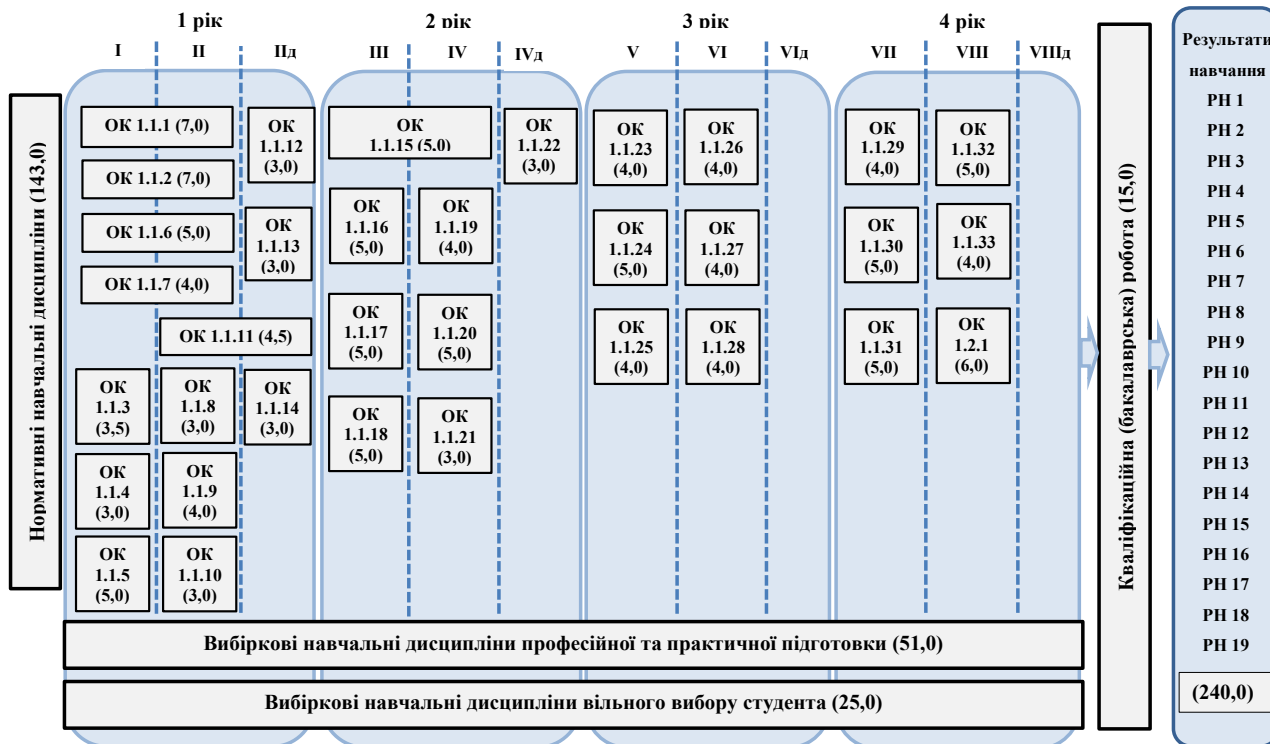 1 рік
2 рік
3 рік
4 рік
I
II
IIд
III
IV
IVд
V
VI
VIд
VII
VIII
VIIIд
Нормативні навчальні дисципліни (143,0)
ОК 1.1.1 (7,0)
ОК 1.1.2 (7,0)
ОК 1.1.6 (5,0)
ОК 1.1.7 (4,0)
ОК 1.1.11 (4,5)
ОК
1.1.3
(3,5)
ОК
1.1.4
(3,0)
ОК
1.1.5
(5,0)
ОК
1.1.8
(3,0)
ОК
1.1.9
(4,0)
ОК
1.1.10
(3,0)
ОК
1.1.12
(3,0)
ОК
1.1.13
(3,0)
ОК
1.1.14
(3,0)
ОК
1.1.15 (5,0)
ОК
1.1.16
(5,0)
ОК
1.1.17
(5,0)
ОК
1.1.18
(5,0)
ОК
1.1.19
(4,0)
ОК
1.1.20
(5,0)
ОК
1.1.21
(3,0)
ОК
1.1.22
(3,0)
ОК
1.1.23
(4,0)
ОК
1.1.24
(5,0)
ОК
1.1.25
(4,0)
ОК
1.1.26
(4,0)
ОК
1.1.27
(4,0)
ОК
1.1.28
(4,0)
ОК
1.1.29
(4,0)
ОК
1.1.30
(5,0)
ОК
1.1.31
(5,0)
ОК
1.1.32
(5,0)
ОК
1.1.33
(4,0)
ОК
1.2.1
(6,0)
Вибіркові навчальні дисципліни професійної та практичної підготовки (51,0)
Вибіркові навчальні дисципліни вільного вибору студента (25,0)
Кваліфікаційна (бакалаврська) робота (15,0)
Результати
навчання
РН 1
РН 2
РН 3
РН 4
РН 5
РН 6
РН 7
РН 8
РН 9
РН 10
РН 11
РН 12
РН 13
РН 14
РН 15
РН 16
РН 17
РН 18
РН 19
(240,0)